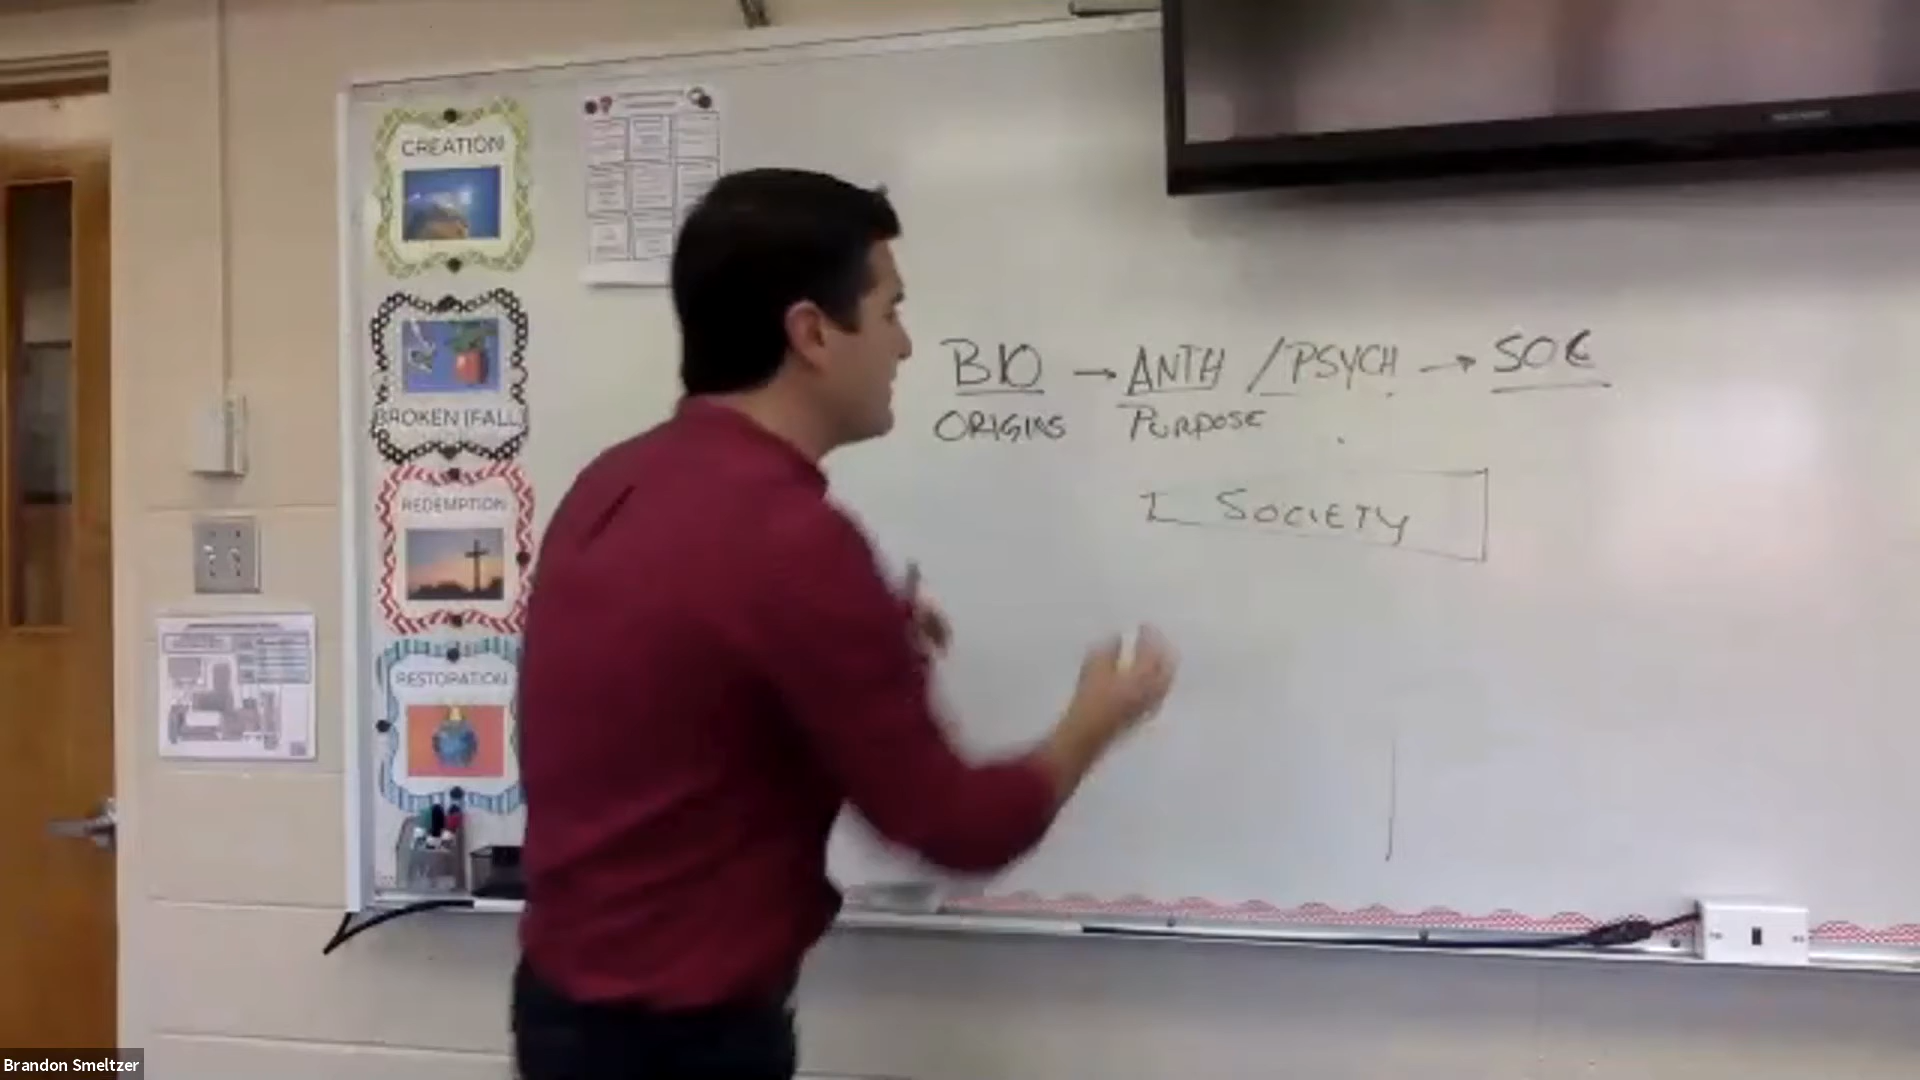 CREATION
BROKEN (FALL)
REDEMPTION
RESTORATION
BIO → ANTH / PSYCH → SOC
ORIGINS PURPOSE
I SOCIETY
Brandon Smeltzer